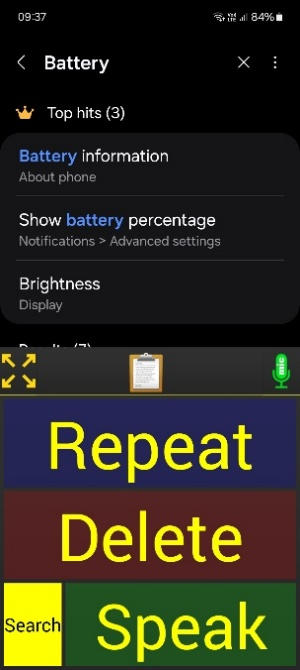 09:37
84%
Battery
Top hits (3)
Battery information
About phone
Show battery percentage
Notifications > Advanced settings
Brightness
Display
mic
Repeat
Delete
Search
Speak